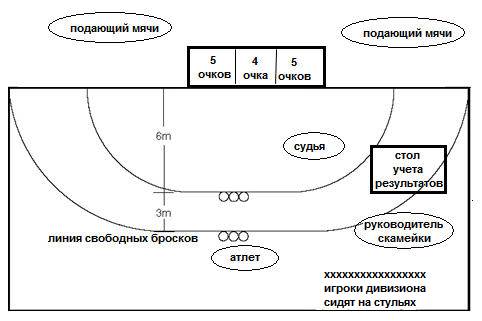 подающий мячи
подающий мячи
5
очков
4
очка
5
очков
6m
судья
стол
учета
результатов
3m
руководитель
скамейки
линия свободных бросков
атлет
xxxxxxxxxxxxxxxxx
игроки дивизиона
сидят на стульях